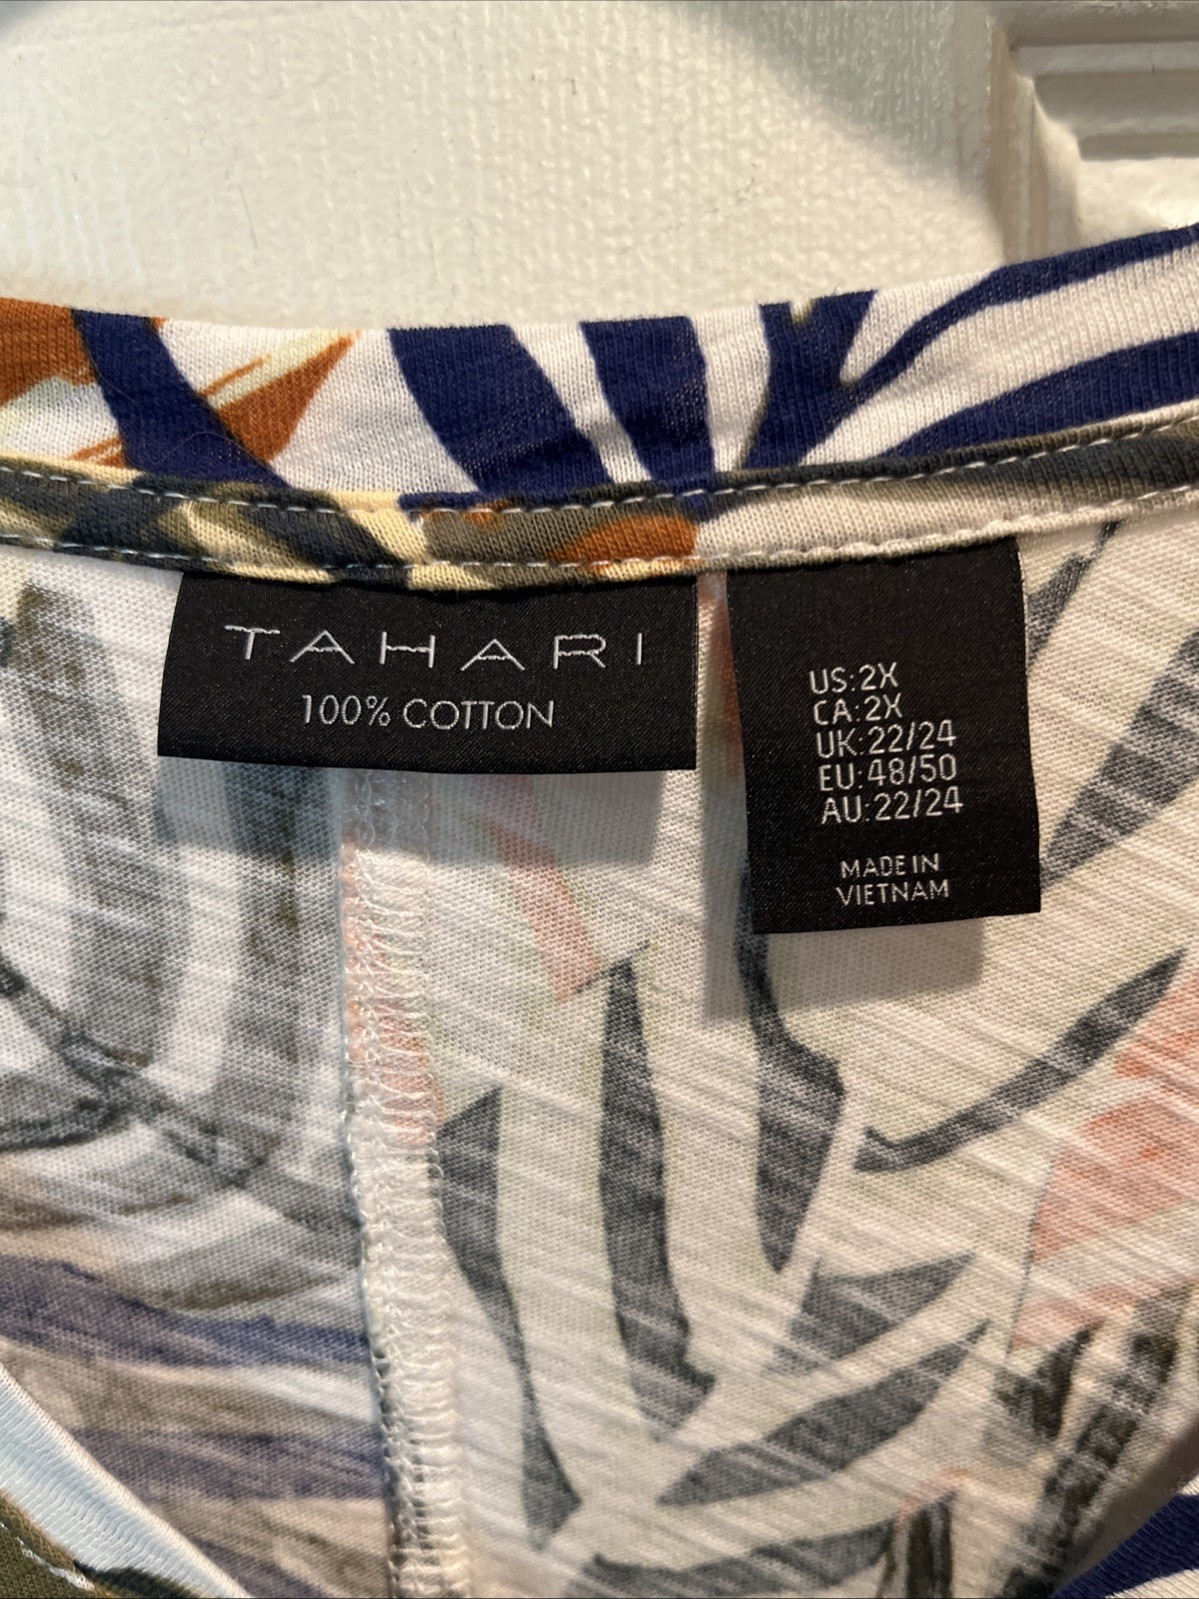 TAHARI
100% COTTON
US:2X
CA:2X
UK:22/24
EU:48/50
AU:22/24
MADE IN
VIETNAM